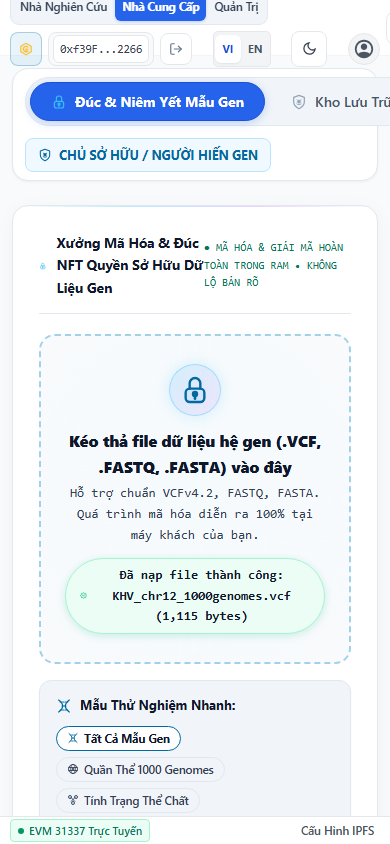 Nhà Nghiên Cứu Nhà Cung Cấp Quản Trị
0xf39F...2266 VI EN
Đúc & Niêm Yết Mẫu Gen Kho Lưu Trữ
CHỦ SỞ HỮU / NGƯỜI HIẾN GEN
Xưởng Mã Hóa & Đúc
NFT Quyền Sở Hữu Dữ
Liệu Gen
● MÃ HÓA & GIẢI MÃ HOÀN
TOÀN TRONG RAM • KHÔNG
LỘ BẢN RÕ
Kéo thả file dữ liệu hệ gen (.VCF,
.FASTQ, .FASTA) vào đây
Hỗ trợ chuẩn VCFv4.2, FASTQ, FASTA.
Quá trình mã hóa diễn ra 100% tại
máy khách của bạn.
Đã nạp file thành công:
KHV_chr12_1000genomes.vcf
(1,115 bytes)
Mẫu Thử Nghiệm Nhanh:
Tất Cả Mẫu Gen
Quần Thể 1000 Genomes
Tính Trạng Thể Chất
EVM 31337 Trực Tuyến Cấu Hình IPFS